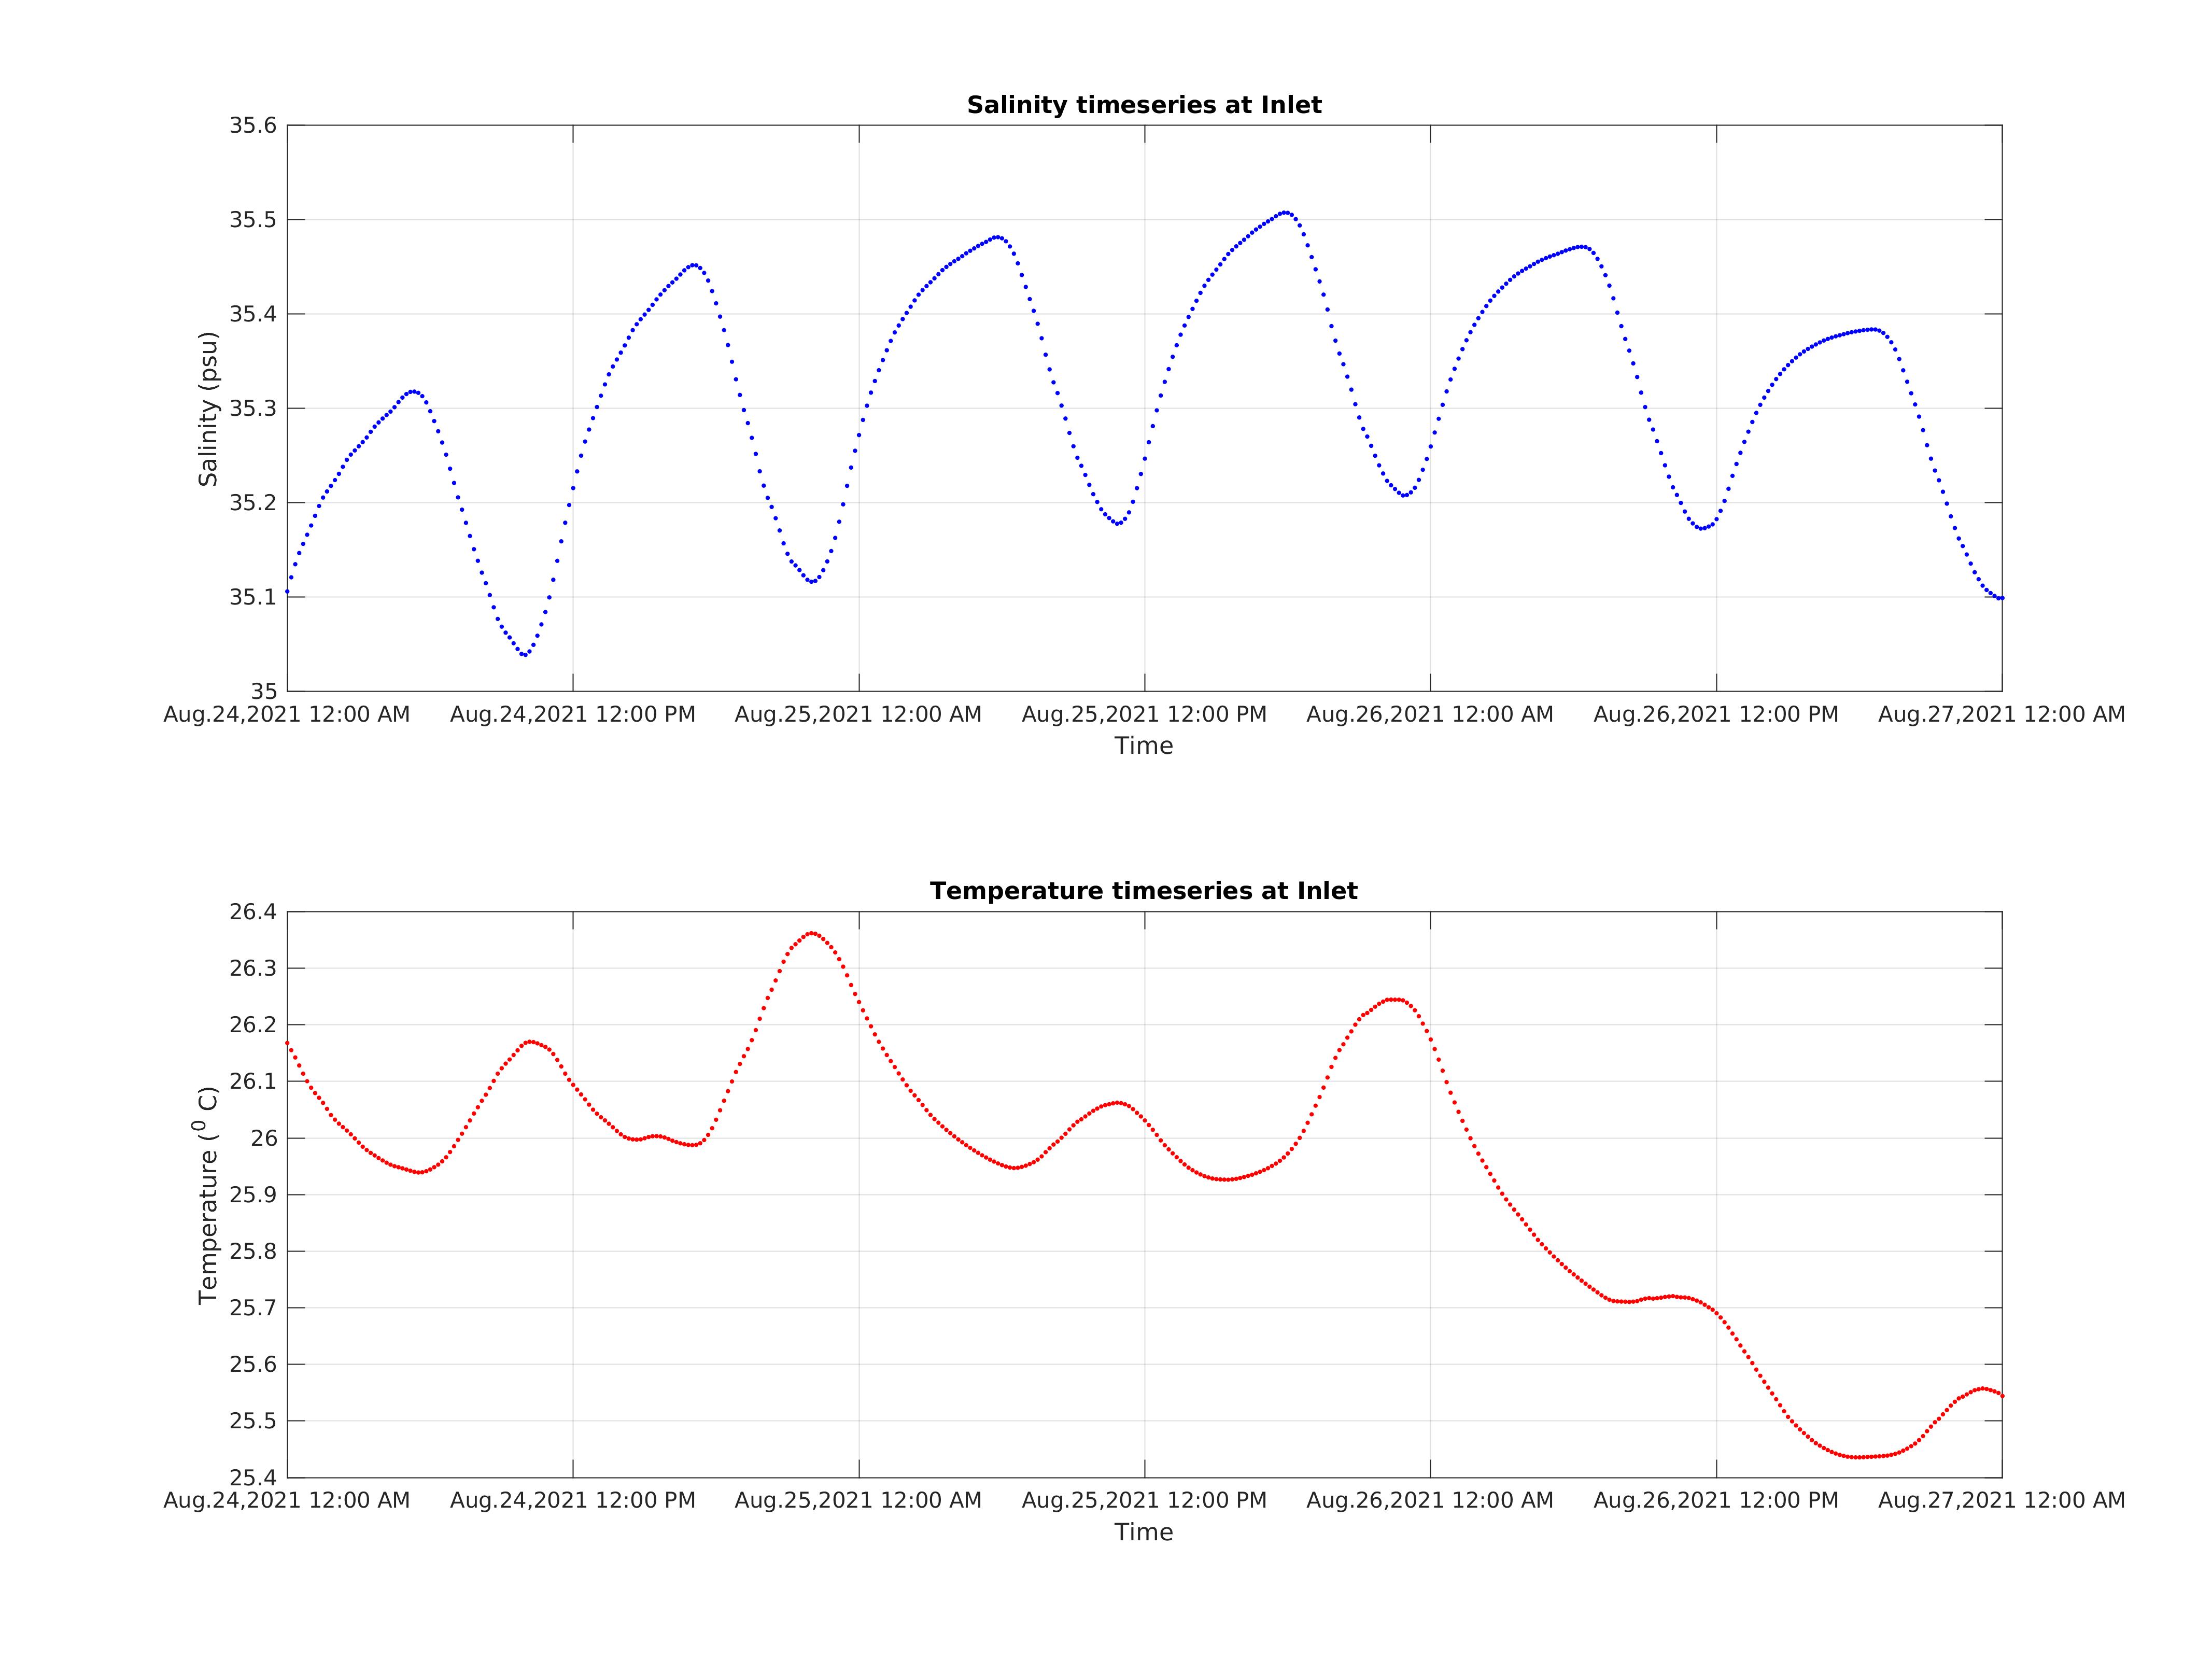 Salinity timeseries at Inlet
35.6
35.5
35.4
35.3
35.2
35.1
35
Salinity (psu)
Aug.24,2021 12:00 AM Aug.24,2021 12:00 PM Aug.25,2021 12:00 AM Aug.25,2021 12:00 PM Aug.26,2021 12:00 AM Aug.26,2021 12:00 PM Aug.27,2021 12:00 AM
Time
Temperature timeseries at Inlet
26.4
26.3
26.2
26.1
26
25.9
25.8
25.7
25.6
25.5
25.4
Temperature (⁰ C)
Aug.24,2021 12:00 AM Aug.24,2021 12:00 PM Aug.25,2021 12:00 AM Aug.25,2021 12:00 PM Aug.26,2021 12:00 AM Aug.26,2021 12:00 PM Aug.27,2021 12:00 AM
Time